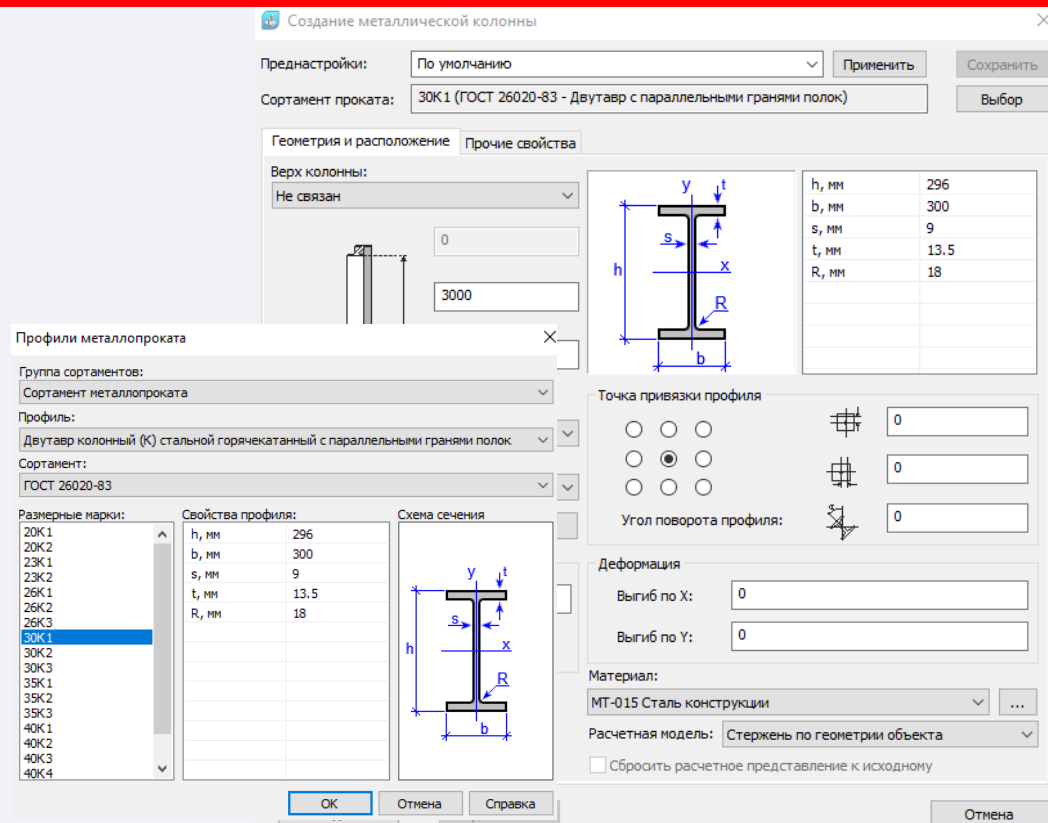 Создание металлической колонны
Преднастройки:
По умолчанию
Применить
Сохранить
Сортамент проката:
30К1 (ГОСТ 26020-83 - Двутавр с параллельными гранями полок)
Выбор
Геометрия и расположение
Прочие свойства
Верх колонны:
Не связан
0
3000
y
t
s
h
x
R
b
h, мм 296
b, мм 300
s, мм 9
t, мм 13.5
R, мм 18
Точка привязки профиля
0
0
Угол поворота профиля:
0
Деформация
Выгиб по X:
0
Выгиб по Y:
0
Материал:
МТ-015 Сталь конструкции
...
Расчетная модель:
Стержень по геометрии объекта
Сбросить расчетное представление к исходному
Отмена
Профили металлопроката
Группа сортаментов:
Сортамент металлопроката
Профиль:
Двутавр колонный (К) стальной горячекатанный с параллельными гранями полок
Сортамент:
ГОСТ 26020-83
Размерные марки:
20К1
20К2
23К1
23К2
26К1
26К2
26К3
30К1
30К2
30К3
35К1
35К2
35К3
40К1
40К2
40К3
40К4
Свойства профиля:
h, мм 296
b, мм 300
s, мм 9
t, мм 13.5
R, мм 18
Схема сечения
y
t
s
h
x
R
b
ОК
Отмена
Справка